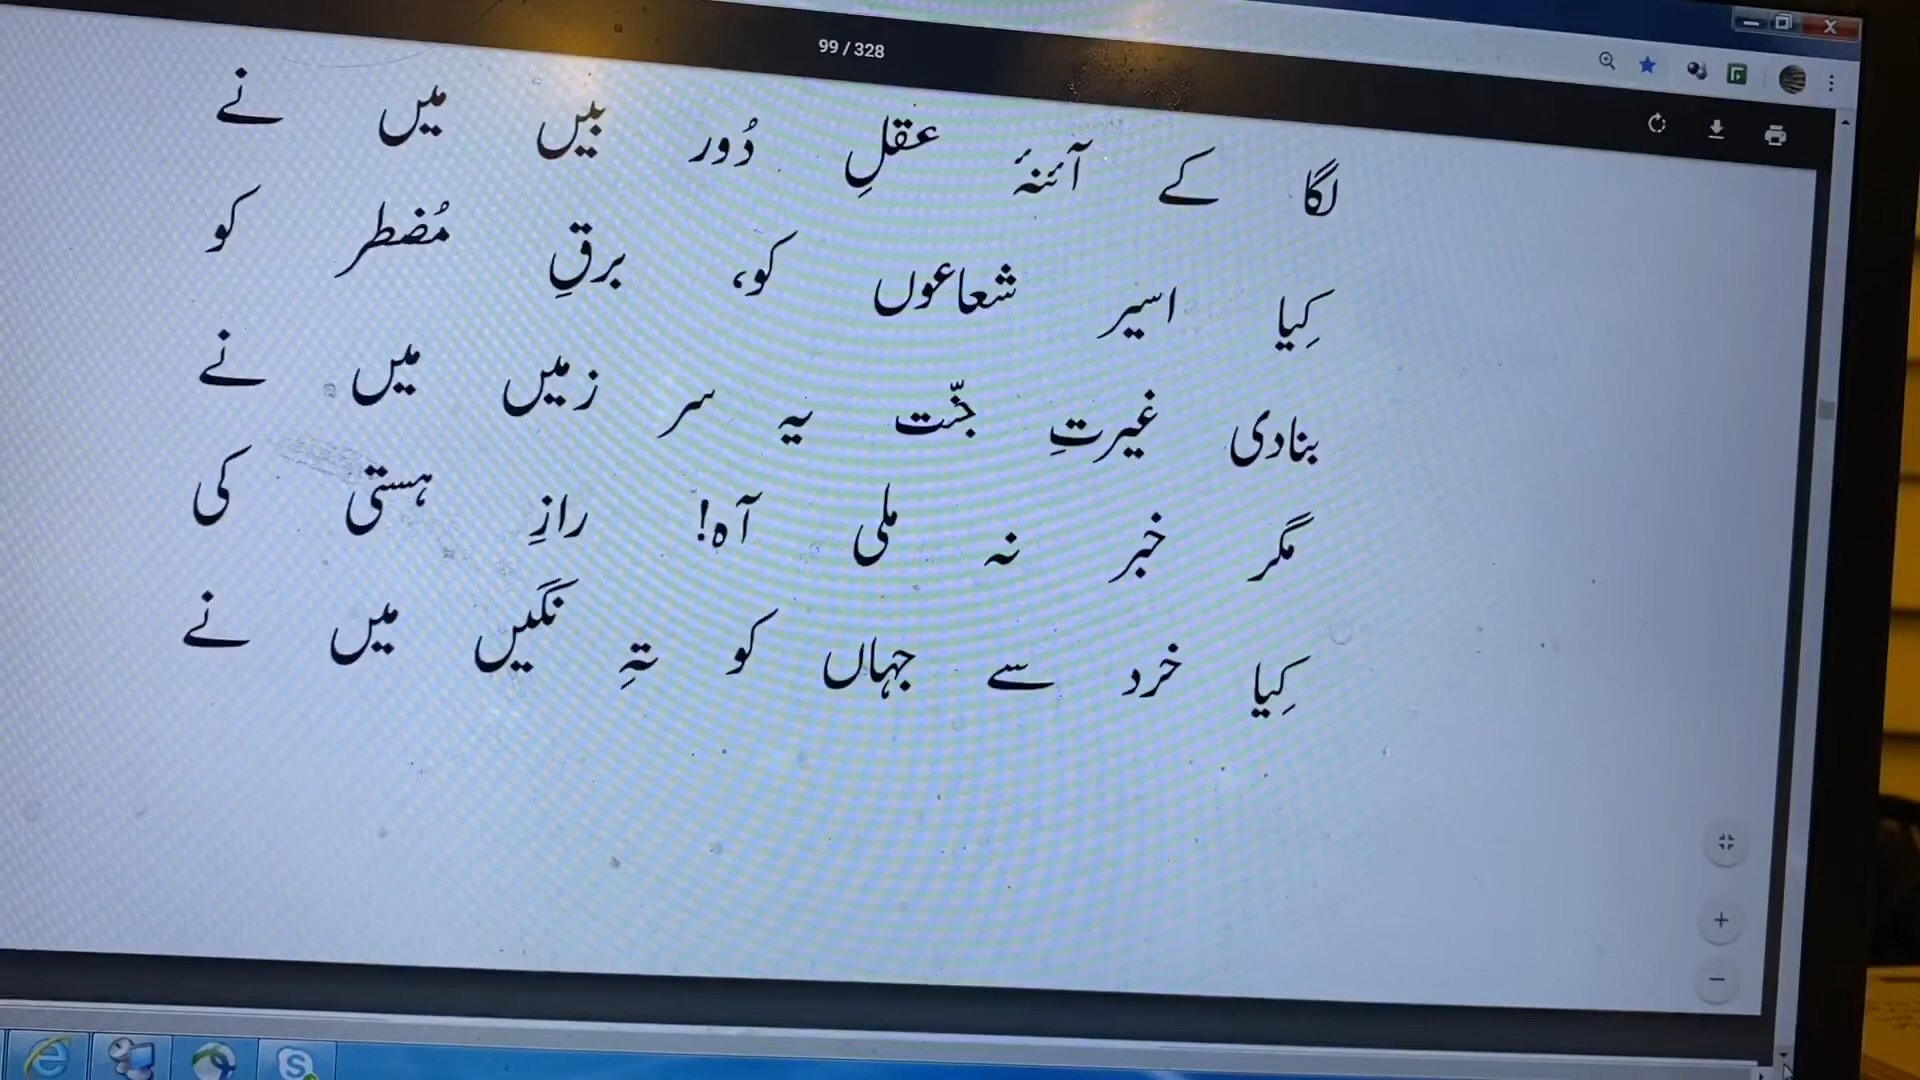 99 / 328
لگا کے آئنۂ عقلِ دُور بیں میں نے
کِیا اسیر شعاعوں کو، برقِ مُضطر کو
بنادی غیرتِ جنّت یہ سر زمیں میں نے
مگر خبر نہ ملی آہ! رازِ ہستی کی
کِیا خرد سے جہاں کو تہِ نگیں میں نے